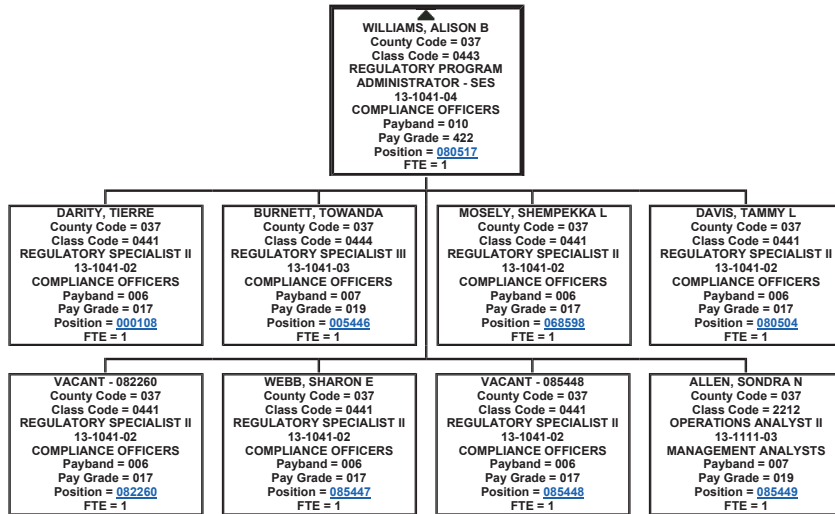 WILLIAMS, ALISON B
County Code = 037
Class Code = 0443
REGULATORY PROGRAM
ADMINISTRATOR - SES
13-1041-04
COMPLIANCE OFFICERS
Payband = 010
Pay Grade = 422
Position = 080517
FTE = 1
DARITY, TIERRE
County Code = 037
Class Code = 0441
REGULATORY SPECIALIST II
13-1041-02
COMPLIANCE OFFICERS
Payband = 006
Pay Grade = 017
Position = 000108
FTE = 1
BURNETT, TOWANDA
County Code = 037
Class Code = 0444
REGULATORY SPECIALIST III
13-1041-03
COMPLIANCE OFFICERS
Payband = 007
Pay Grade = 019
Position = 005446
FTE = 1
MOSELY, SHEMPEKKA L
County Code = 037
Class Code = 0441
REGULATORY SPECIALIST II
13-1041-02
COMPLIANCE OFFICERS
Payband = 006
Pay Grade = 017
Position = 068598
FTE = 1
DAVIS, TAMMY L
County Code = 037
Class Code = 0441
REGULATORY SPECIALIST II
13-1041-02
COMPLIANCE OFFICERS
Payband = 006
Pay Grade = 017
Position = 080504
FTE = 1
VACANT - 082260
County Code = 037
Class Code = 0441
REGULATORY SPECIALIST II
13-1041-02
COMPLIANCE OFFICERS
Payband = 006
Pay Grade = 017
Position = 082260
FTE = 1
WEBB, SHARON E
County Code = 037
Class Code = 0441
REGULATORY SPECIALIST II
13-1041-02
COMPLIANCE OFFICERS
Payband = 006
Pay Grade = 017
Position = 085447
FTE = 1
VACANT - 085448
County Code = 037
Class Code = 0441
REGULATORY SPECIALIST II
13-1041-02
COMPLIANCE OFFICERS
Payband = 006
Pay Grade = 017
Position = 085448
FTE = 1
ALLEN, SONDRA N
County Code = 037
Class Code = 2212
OPERATIONS ANALYST II
13-1111-03
MANAGEMENT ANALYSTS
Payband = 007
Pay Grade = 019
Position = 085449
FTE = 1